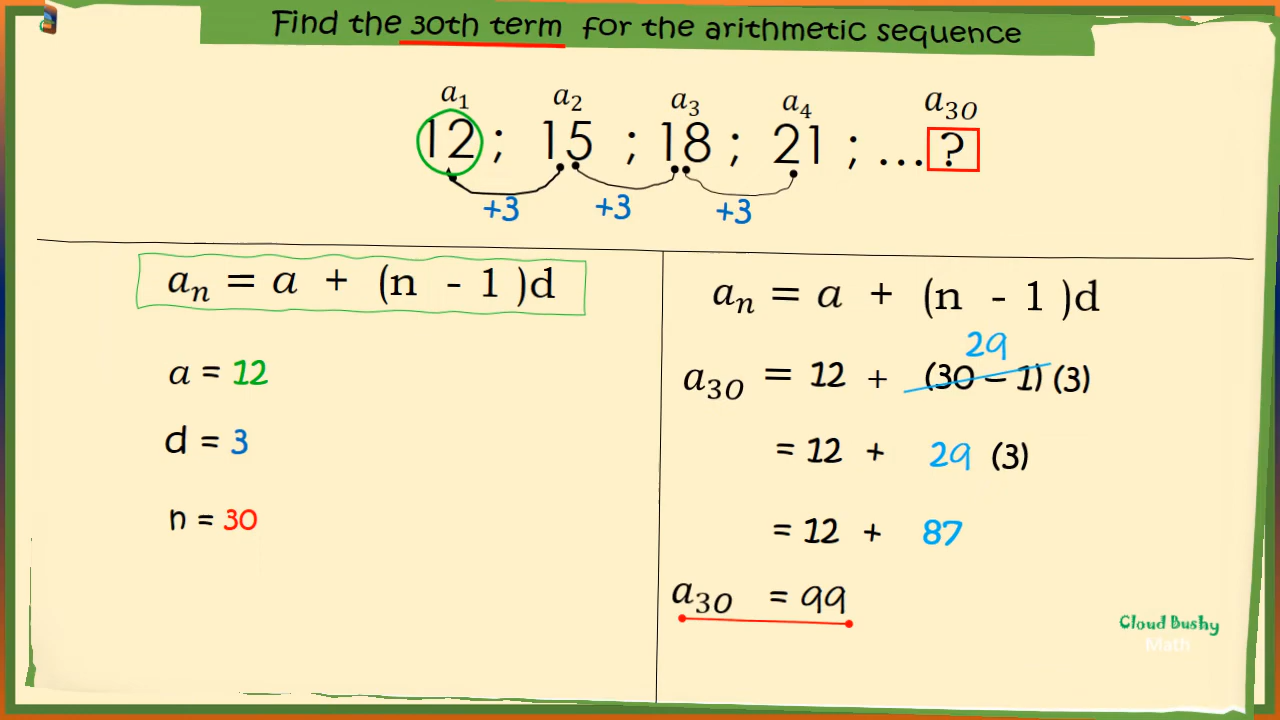 Find the 30th term for the arithmetic sequence
a₁ a₂ a₃ a₄ a₃₀
12 ; 15 ; 18 ; 21 ; ... ?
+3 +3 +3
aₙ = a + (n - 1 )d
a = 12
d = 3
n = 30
aₙ = a + (n - 1 )d
29
a₃₀ = 12 + (30 – 1) (3)
= 12 + 29 (3)
= 12 + 87
a₃₀ = 99
Cloud Bushy
Math